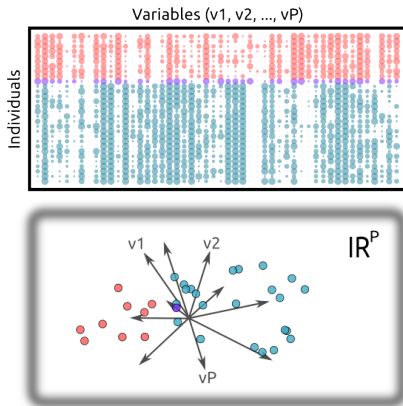 Variables (v1, v2, ..., vP)
Individuals
IRᴾ
v1
v2
vP